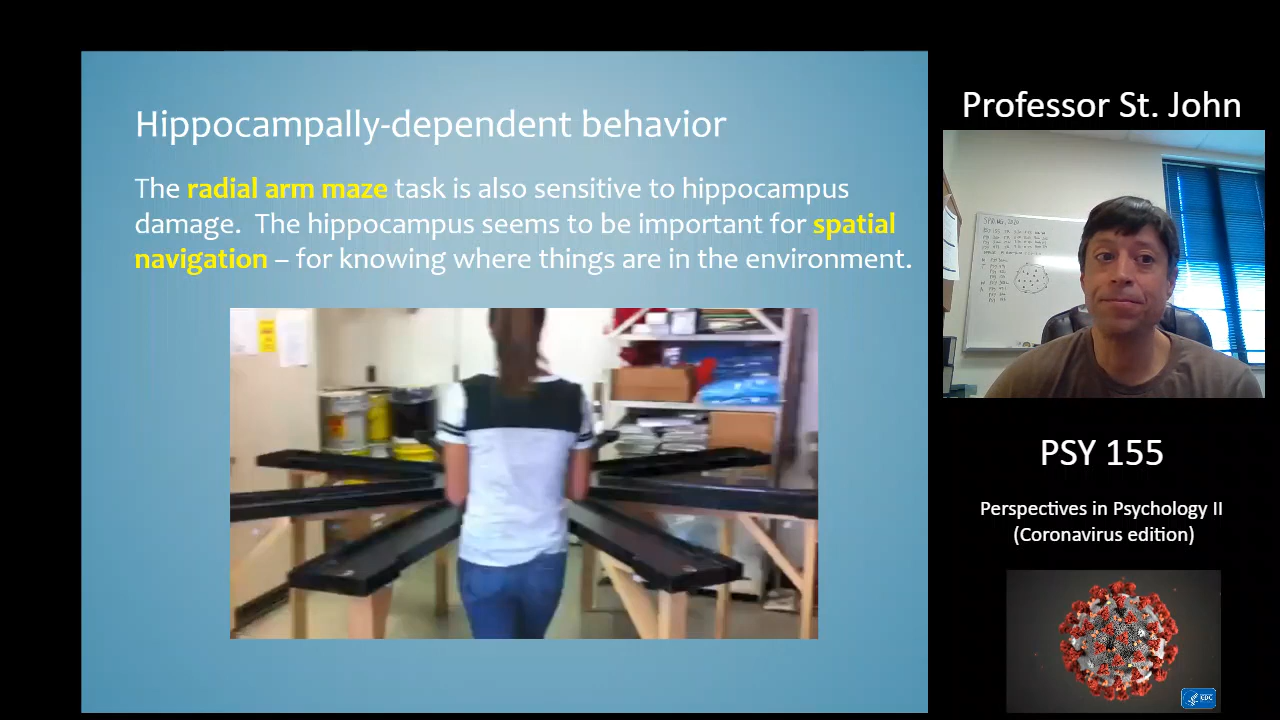 Hippocampally-dependent behavior
The radial arm maze task is also sensitive to hippocampus
damage.  The hippocampus seems to be important for spatial
navigation – for knowing where things are in the environment.
Professor St. John
PSY 155
Perspectives in Psychology II
(Coronavirus edition)
CDC